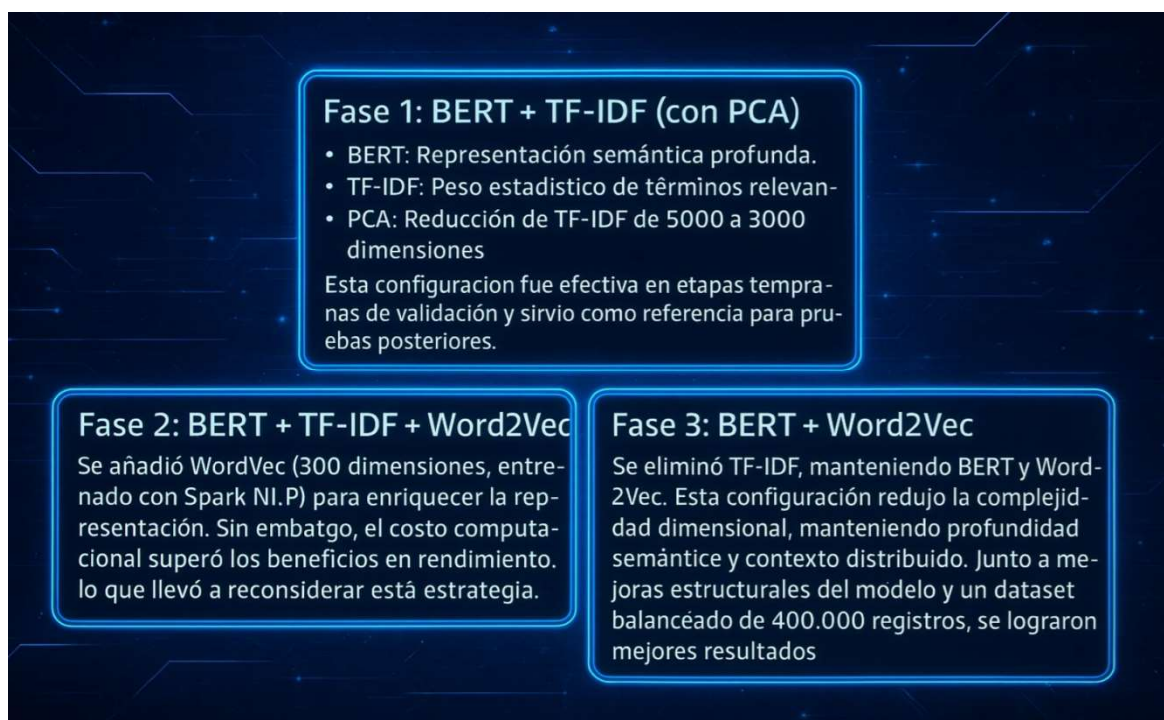 Fase 1: BERT + TF-IDF (con PCA)
• BERT: Representación semántica profunda.
• TF-IDF: Peso estadistico de têrminos relevan-
• PCA: Reducción de TF-IDF de 5000 a 3000
dimensiones
Esta configuracion fue efectiva en etapas tempra-
nas de validación y sirvio como referencia para pru-
ebas posteriores.
Fase 2: BERT + TF-IDF + Word2Vec
Se añadió WordVec (300 dimensiones, entre-
nado con Spark NI.P) para enriquecer la rep-
resentación. Sin embatgo, el costo computa-
cional superó los beneficios en rendimiento.
lo que llevó a reconsiderar está estrategia.
Fase 3: BERT + Word2Vec
Se eliminó TF-IDF, manteniendo BERT y Word-
2Vec. Esta configuración redujo la complejid-
dad dimensional, manteniendo profundidad
semántice y contexto distribuido. Junto a me-
joras estructurales del modelo y un dataset
balancéado de 400.000 registros, se lograron
mejores resultados